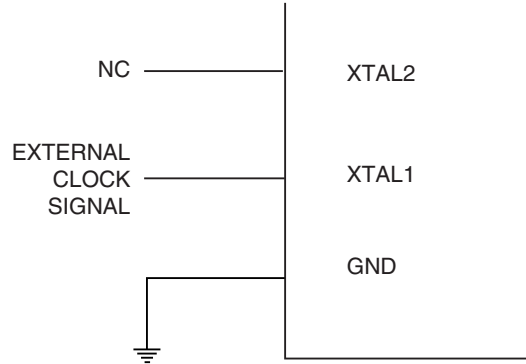 NC
XTAL2
EXTERNAL
CLOCK
SIGNAL
XTAL1
GND